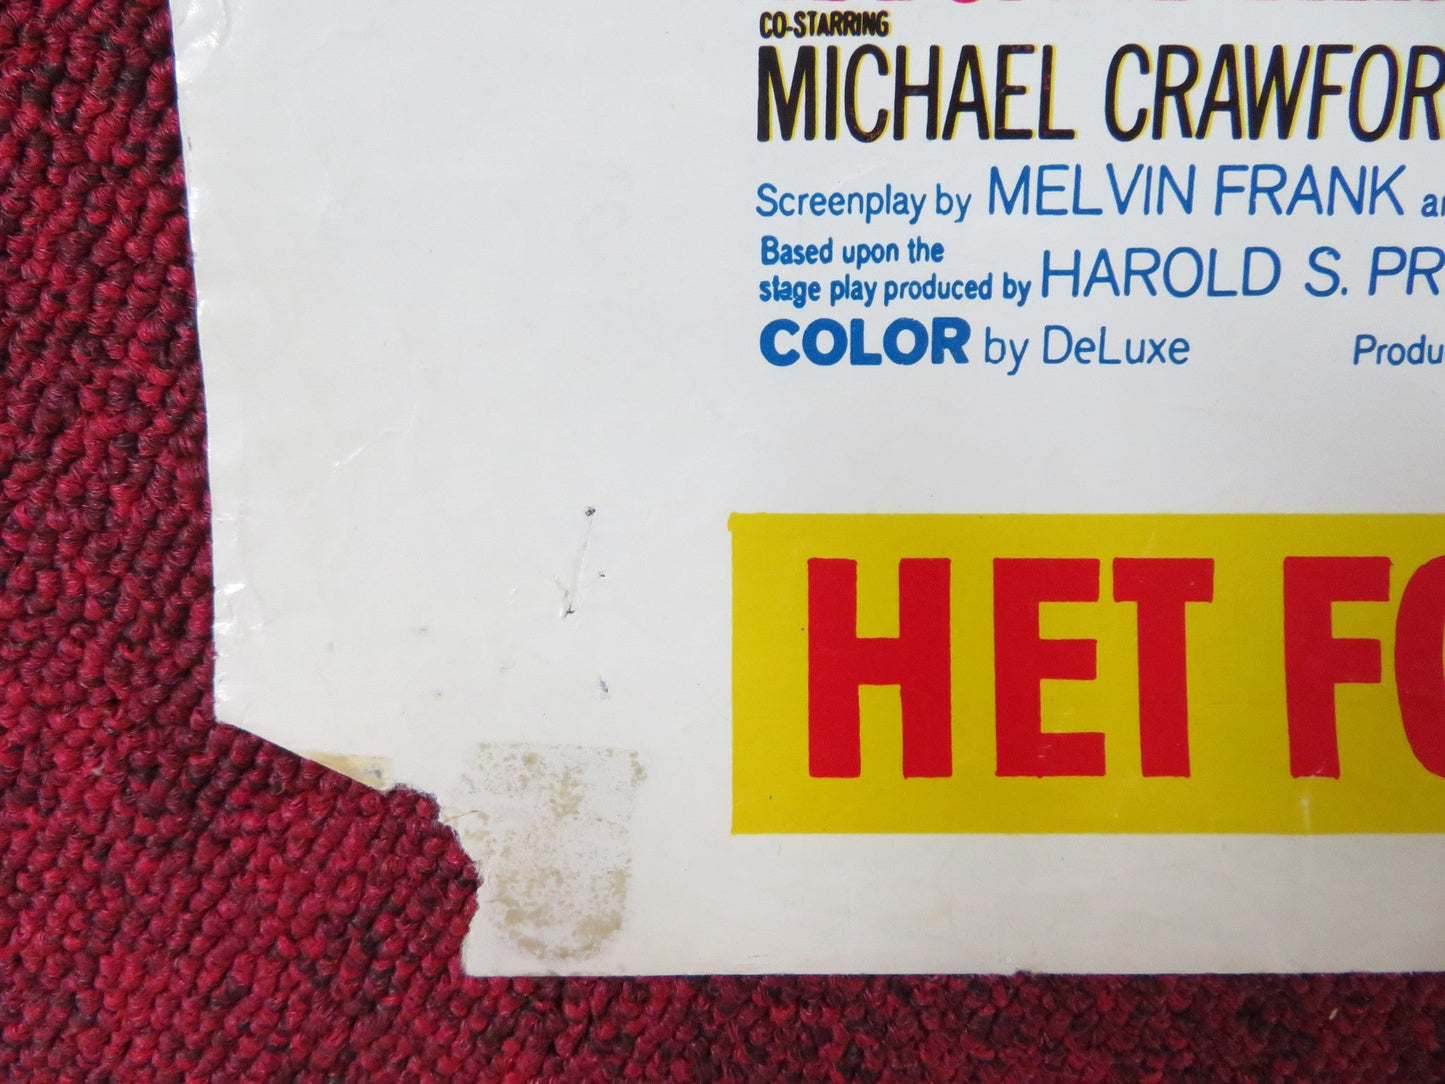 CO-STARRING
MICHAEL CRAWFOR
Screenplay by MELVIN FRANK
Based upon the
stage play produced by HAROLD S. PR
COLOR by DeLuxe Produ
HET FO